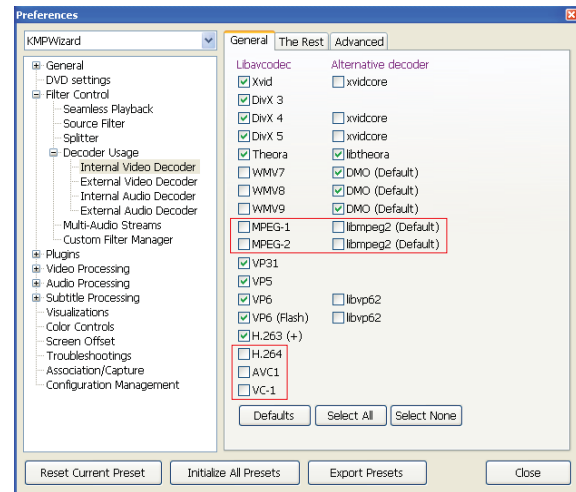 Preferences
KMPWizard
General
DVD settings
Filter Control
Seamless Playback
Source Filter
Splitter
Decoder Usage
Internal Video Decoder
External Video Decoder
Internal Audio Decoder
External Audio Decoder
Multi-Audio Streams
Custom Filter Manager
Plugins
Video Processing
Audio Processing
Subtitle Processing
Visualizations
Color Controls
Screen Offset
Troubleshootings
Association/Capture
Configuration Management
General The Rest Advanced
Libavcodec Alternative decoder
Xvid xvidcore
DivX 3
DivX 4 xvidcore
DivX 5 xvidcore
Theora libtheora
WMV7 DMO (Default)
WMV8 DMO (Default)
WMV9 DMO (Default)
MPEG-1 libmpeg2 (Default)
MPEG-2 libmpeg2 (Default)
VP31
VP5
VP6 libvp62
VP6 (Flash) libvp62
H.263 (+)
H.264
AVC1
VC-1
Defaults Select All Select None
Reset Current Preset Initialize All Presets Export Presets Close